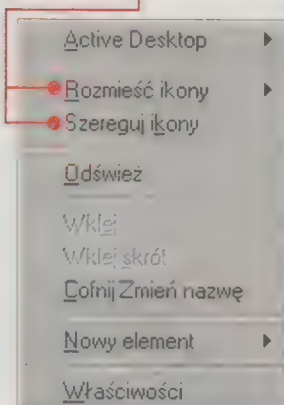 Active Desktop
Rozmieść ikony
Szereguj ikony
Odśwież
Wklej
Wklej skrót
Cofnij Zmień nazwę
Nowy element
Właściwości